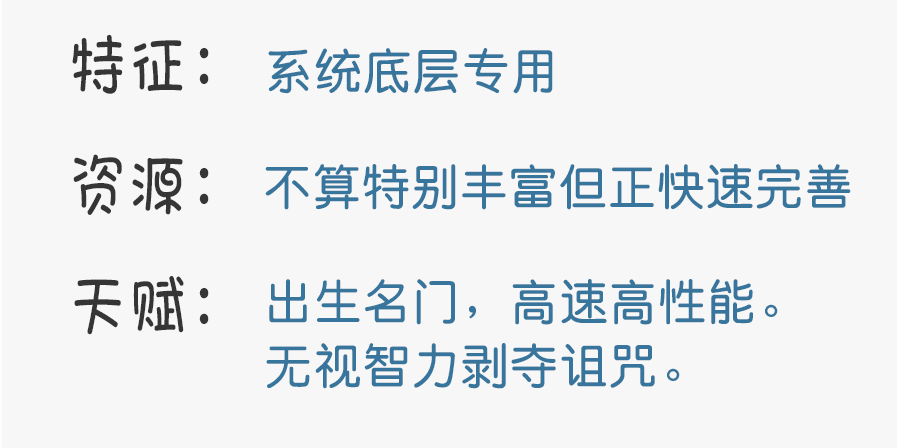 特征：系统底层专用
资源：不算特别丰富但正快速完善
天赋：出生名门，高速高性能。
无视智力剥夺诅咒。